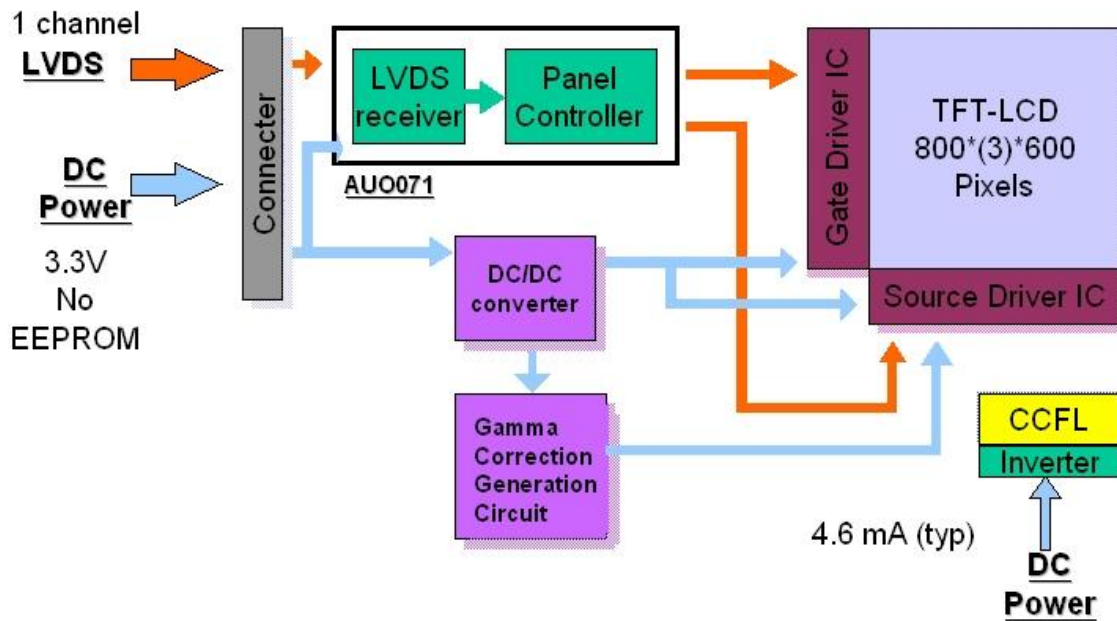 1 channel
LVDS
DC
Power
3.3V
No
EEPROM
Connecter
LVDS
receiver
Panel
Controller
AUO071
DC/DC
converter
Gamma
Correction
Generation
Circuit
Gate Driver IC
TFT-LCD
800*(3)*600
Pixels
Source Driver IC
CCFL
Inverter
4.6 mA (typ)
DC
Power